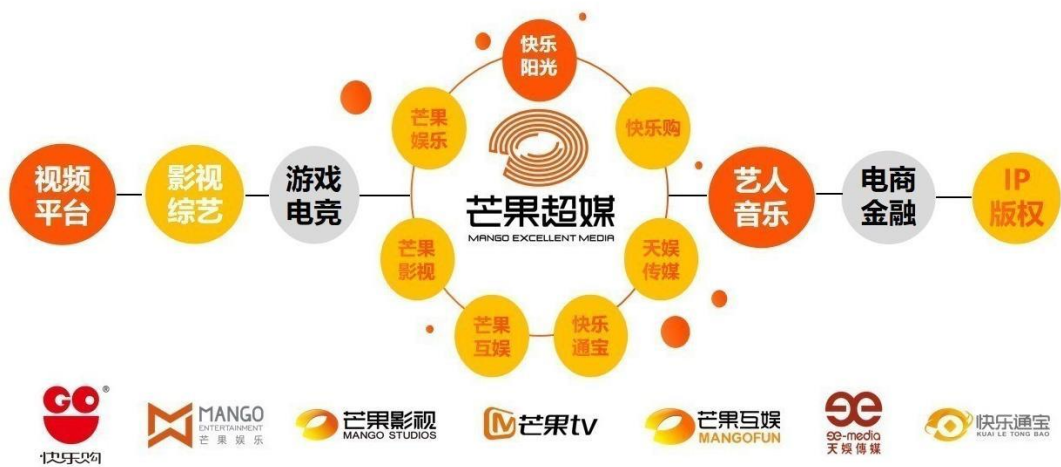 快乐
阳光
芒果
娱乐
快乐购
视频
平台
影视
综艺
游戏
电竞
芒果超媒
MANGO EXCELLENT MEDIA
艺人
音乐
电商
金融
IP
版权
芒果
影视
天娱
传媒
芒果
互娱
快乐
通宝
GO
®
快乐购
MANGO
ENTERTAINMENT
芒果娱乐
芒果影视
MANGO STUDIOS
芒果tv
芒果互娱
MANGOFUN
ee-media
天娱傳媒
快乐通宝
KUAI LE TONG BAO